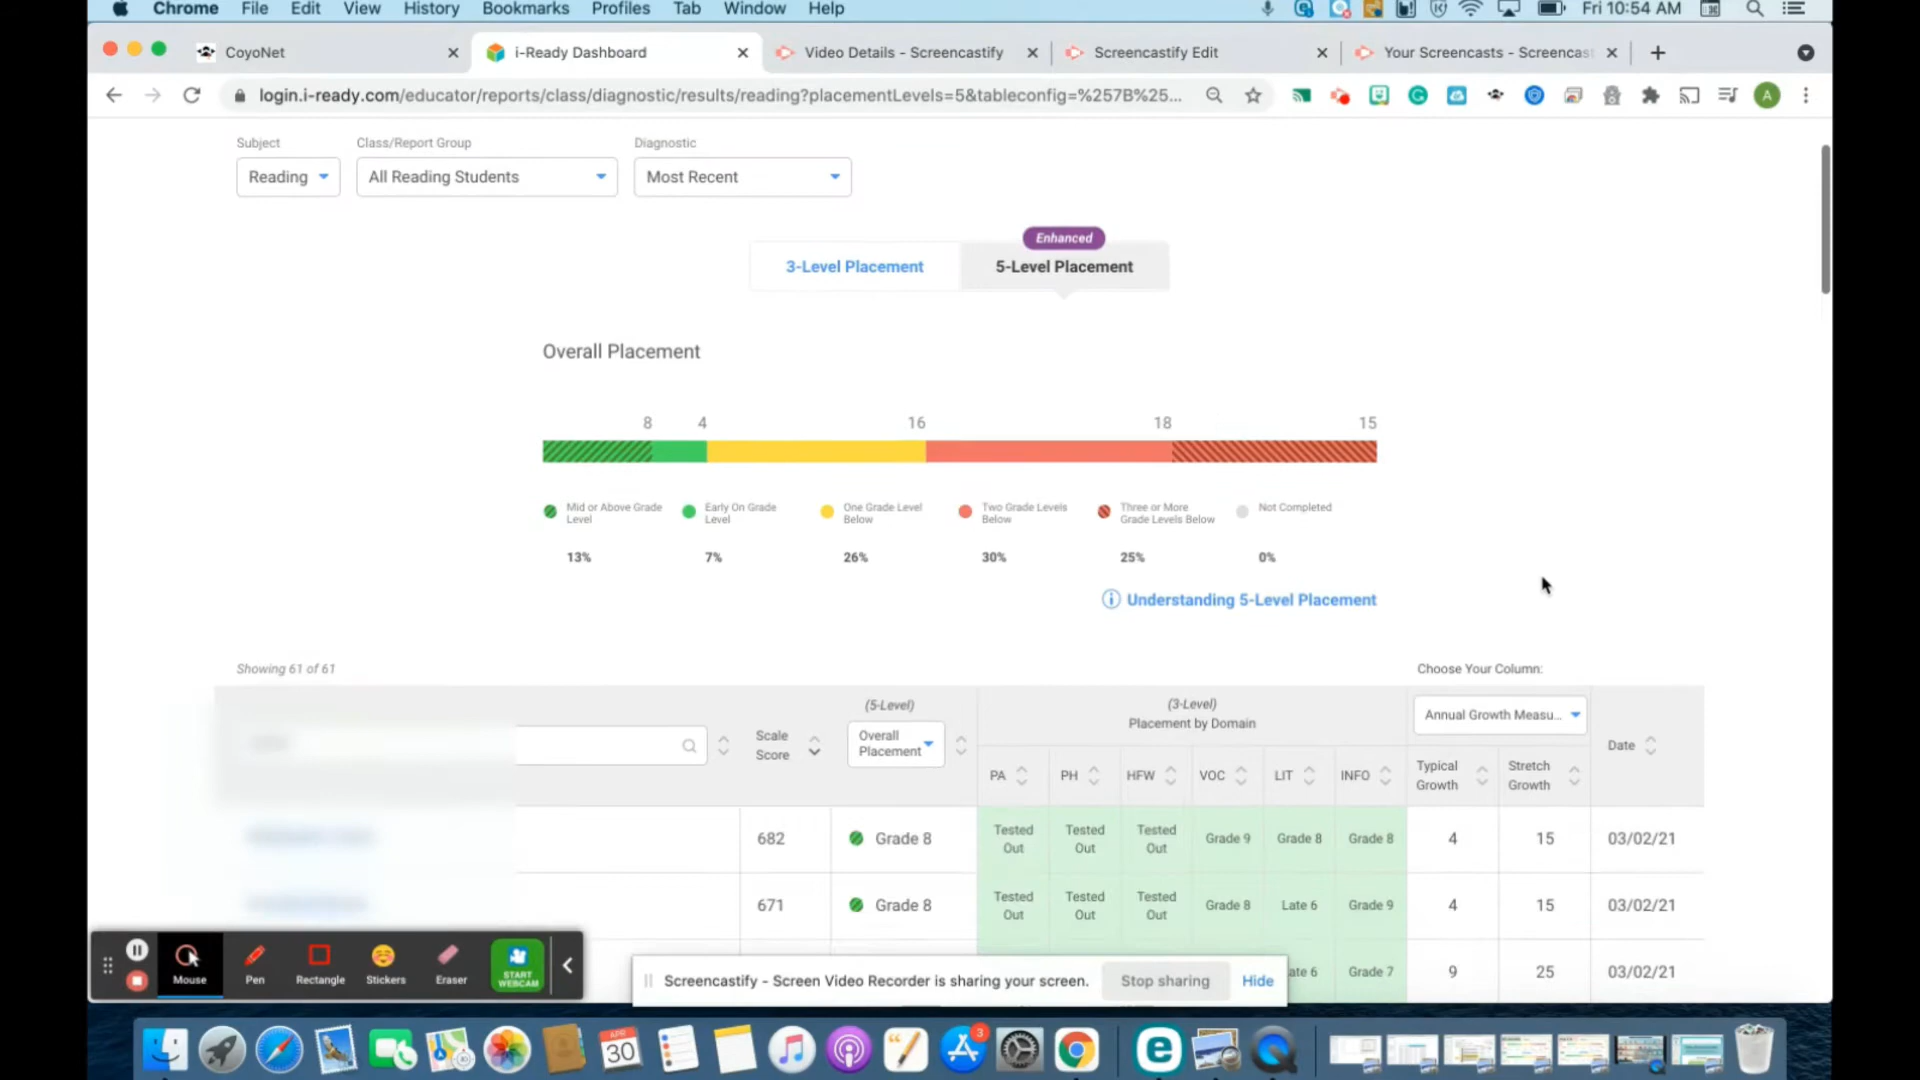 Chrome File Edit View History Bookmarks Profiles Tab Window Help Fri 10:54 AM
CoyoNet i-Ready Dashboard Video Details - Screencastify Screencastify Edit Your Screencasts - Screencas
login.i-ready.com/educator/reports/class/diagnostic/results/reading?placementLevels=5&tableconfig=%257B%25... A
Subject Class/Report Group Diagnostic
Reading All Reading Students Most Recent
Enhanced
3-Level Placement 5-Level Placement
Overall Placement
8 4 16 18 15
Mid or Above Grade Early On Grade One Grade Level Two Grade Levels Three or More Not Completed
Level Level Below Below Grade Levels Below
13% 7% 26% 30% 25% 0%
Understanding 5-Level Placement
Showing 61 of 61 Choose Your Column:
(5-Level) (3-Level) Annual Growth Measu...
Placement by Domain
Scale Overall Date
Score Placement
PA PH HFW VOC LIT INFO Typical Stretch
Growth Growth
682 Grade 8 Tested Tested Tested Grade 9 Grade 8 Grade 8 4 15 03/02/21
Out Out Out
671 Grade 8 Tested Tested Tested Grade 8 Late 6 Grade 9 4 15 03/02/21
Out Out Out
ate 6 Grade 7 9 25 03/02/21
Mouse Pen Rectangle Stickers Eraser START
WEBCAM
Screencastify - Screen Video Recorder is sharing your screen. Stop sharing Hide
APR
30
3